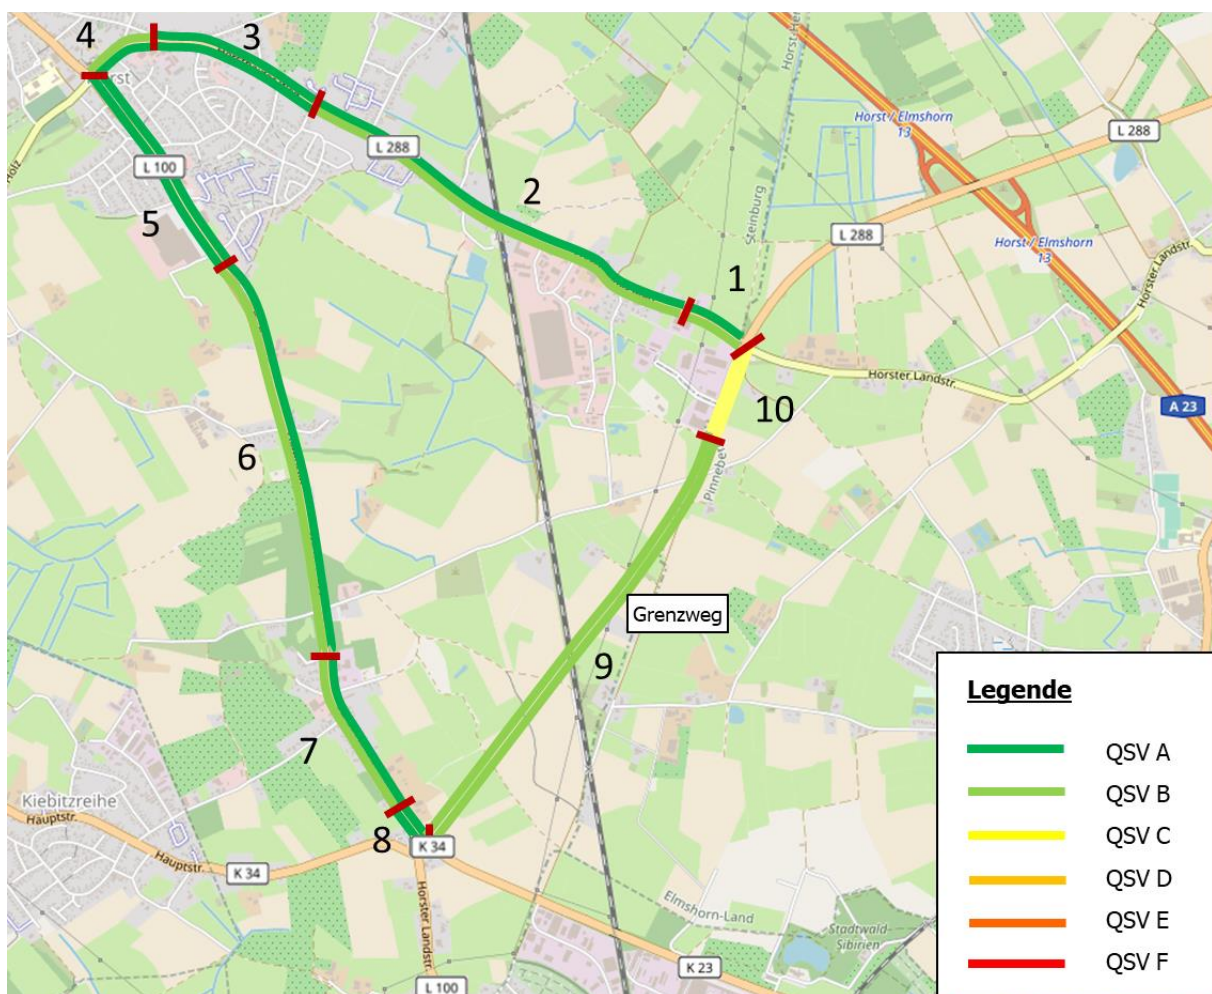 4
3
Horst / Elmshorn
13
L 288
L 288
L 100
5
2
Steinburg
L 288
Horst / Elmshorn
13
Horster Landstr.
1
Horster Landstr.
10
A 23
6
Grenzweg
9
7
Kiebitzreihe
Hauptstr.
Hauptstr.
K 34
8
K 34
Horster Landstr.
Elmshorn-Land
Stadtwald-
Sibirien
K 23
L 100
Legende
QSV A
QSV B
QSV C
QSV D
QSV E
QSV F